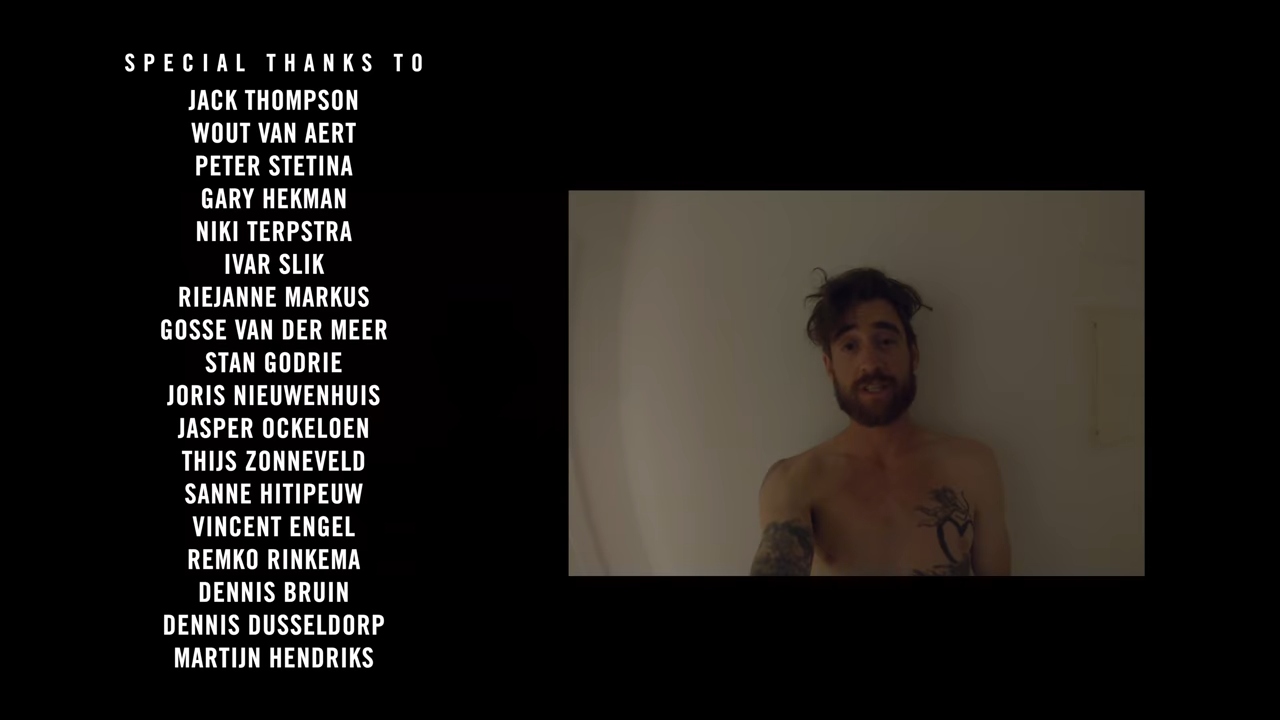 SPECIAL THANKS TO
JACK THOMPSON
WOUT VAN AERT
PETER STETINA
GARY HEKMAN
NIKI TERPSTRA
IVAR SLIK
RIEJANNE MARKUS
GOSSE VAN DER MEER
STAN GODRIE
JORIS NIEUWENHUIS
JASPER OCKELOEN
THIJS ZONNEVELD
SANNE HITIPEUW
VINCENT ENGEL
REMKO RINKEMA
DENNIS BRUIN
DENNIS DUSSELDORP
MARTIJN HENDRIKS